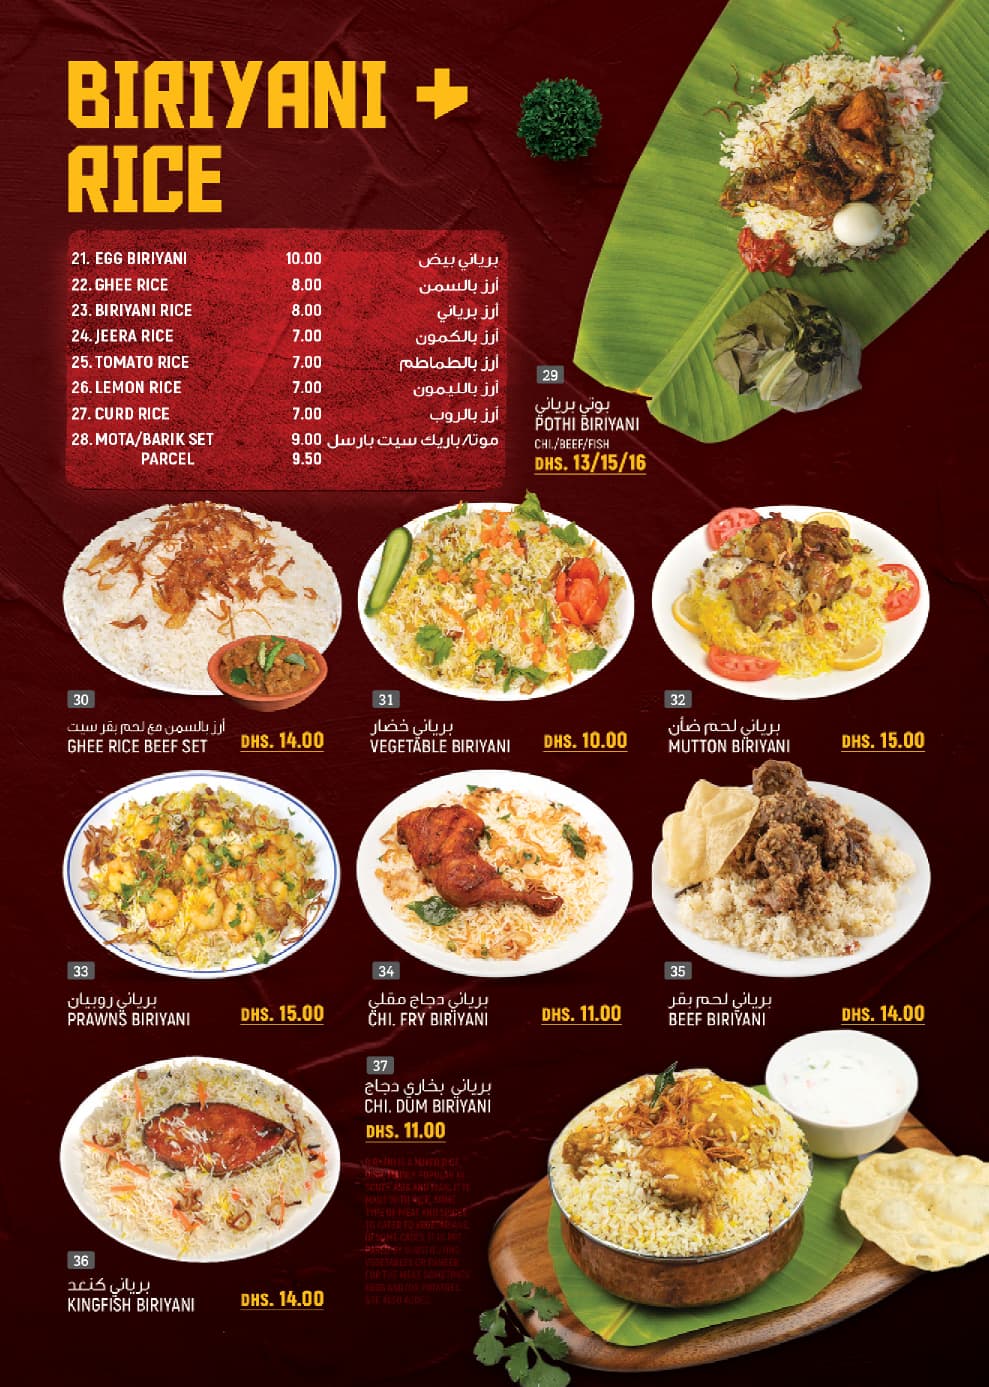 BIRIYANI +
RICE
21. EGG BIRIYANI 10.00 برياني بيض
22. GHEE RICE 8.00 أرز بالسمن
23. BIRIYANI RICE 8.00 أرز برياني
24. JEERA RICE 7.00 أرز بالكمون
25. TOMATO RICE 7.00 أرز بالطماطم
26. LEMON RICE 7.00 أرز بالليمون
27. CURD RICE 7.00 أرز بالروب
28. MOTA/BARIK SET 9.00 موتا/باريك سيت بارسل
PARCEL 9.50
29
بوتي برياني
POTHI BIRIYANI
CHI./BEEF/FISH
DHS. 13/15/16
30
أرز بالسمن مع لحم بقر سيت
GHEE RICE BEEF SET DHS. 14.00
31
برياني خضار
VEGETABLE BIRIYANI DHS. 10.00
32
برياني لحم ضأن
MUTTON BIRIYANI DHS. 15.00
33
برياني روبيان
PRAWNS BIRIYANI DHS. 15.00
34
برياني دجاج مقلي
CHI. FRY BIRIYANI DHS. 11.00
35
برياني لحم بقر
BEEF BIRIYANI DHS. 14.00
36
برياني كنعد
KINGFISH BIRIYANI DHS. 14.00
37
برياني بخاري دجاج
CHI. DUM BIRIYANI
DHS. 11.00